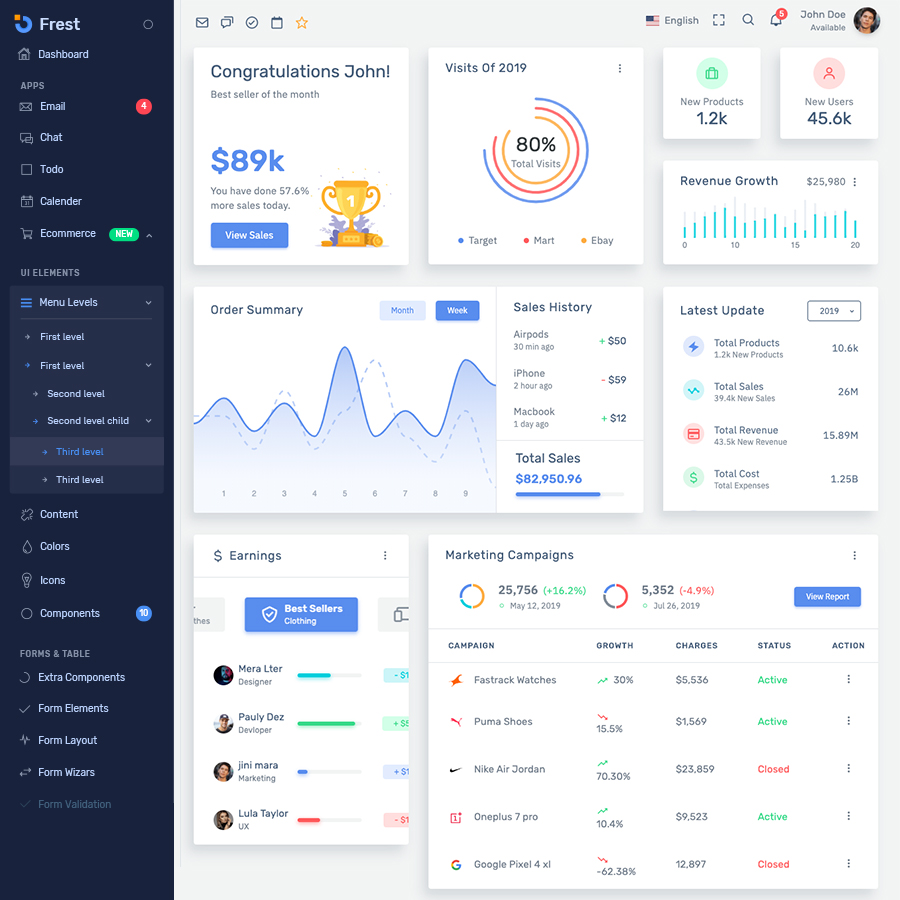 Frest
Dashboard
APPS
Email
4
Chat
Todo
Calender
Ecommerce
NEW
UI ELEMENTS
Menu Levels
First level
First level
Second level
Second level child
Third level
Third level
Content
Colors
Icons
Components
10
FORMS & TABLE
Extra Components
Form Elements
Form Layout
Form Wizars
Form Validation
English
5
John Doe
Available
Congratulations John!
Best seller of the month
$89k
You have done 57.6%
more sales today.
View Sales
1
Visits Of 2019
80%
Total Visits
Target
Mart
Ebay
New Products
1.2k
New Users
45.6k
Revenue Growth
$25,980
0 10 15 20
Order Summary
Month
Week
1 2 3 4 5 6 7 8 9
Sales History
Airpods
30 min ago
+ $50
iPhone
2 hour ago
- $59
Macbook
1 day ago
+ $12
Total Sales
$82,950.96
Latest Update
2019
Total Products
1.2k New Products
10.6k
Total Sales
39.4k New Sales
26M
Total Revenue
43.5k New Revenue
15.89M
$
Total Cost
Total Expenses
1.25B
$ Earnings
thes
Best Sellers
Clothing
Mera Lter
Designer
- $1
Pauly Dez
Devloper
+ $5
jini mara
Marketing
+ $1
Lula Taylor
UX
- $1
Marketing Campaigns
25,756 (+16.2%)
May 12, 2019
5,352 (-4.9%)
Jul 26, 2019
View Report
CAMPAIGN GROWTH CHARGES STATUS ACTION
Fastrack Watches 30% $5,536 Active
Puma Shoes 15.5% $1,569 Active
Nike Air Jordan 70.30% $23,859 Closed
Oneplus 7 pro 10.4% $9,523 Active
Google Pixel 4 xl -62.38% 12,897 Closed